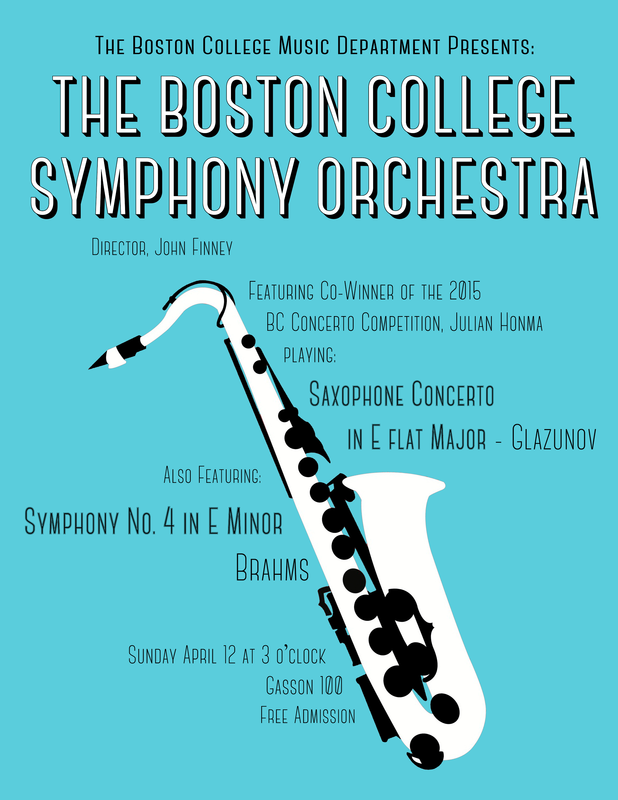 The Boston College Music Department Presents:
The Boston College
Symphony Orchestra
Director, John Finney
Featuring Co-Winner of the 2015
BC Concerto Competition, Julian Honma
playing:
Saxophone Concerto
in E flat Major - Glazunov
Also Featuring:
Symphony No. 4 in E Minor
Brahms
Sunday April 12 at 3 o'clock
Gasson 100
Free Admission